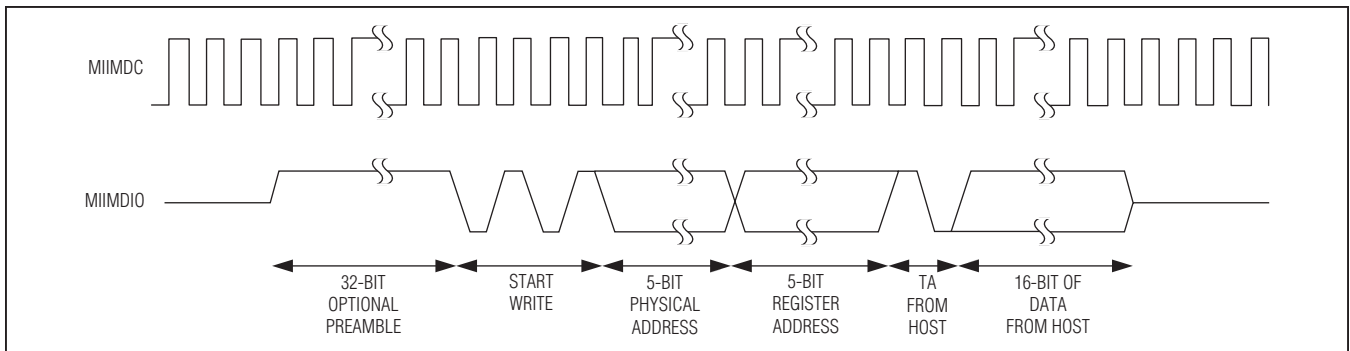 MIIMDC
MIIMDIO
32-BIT
OPTIONAL
PREAMBLE
START
WRITE
5-BIT
PHYSICAL
ADDRESS
5-BIT
REGISTER
ADDRESS
TA
FROM
HOST
16-BIT OF
DATA
FROM HOST